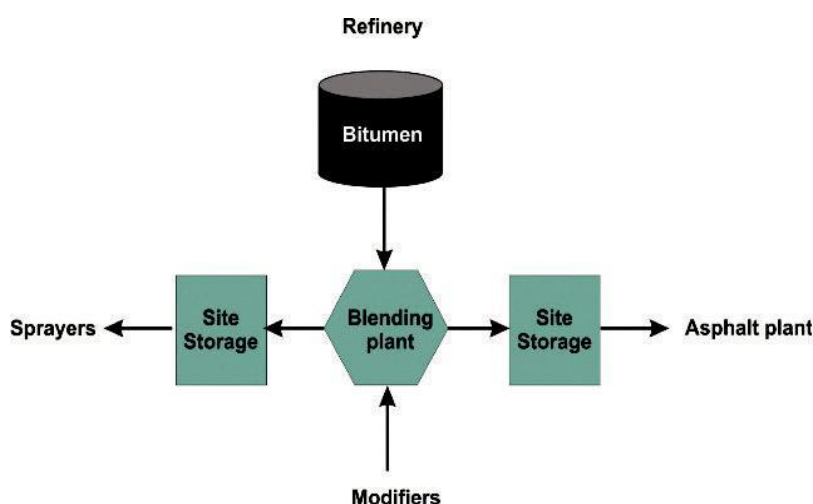 Refinery
Bitumen
Sprayers
Site
Storage
Blending
plant
Site
Storage
Asphalt plant
Modifiers